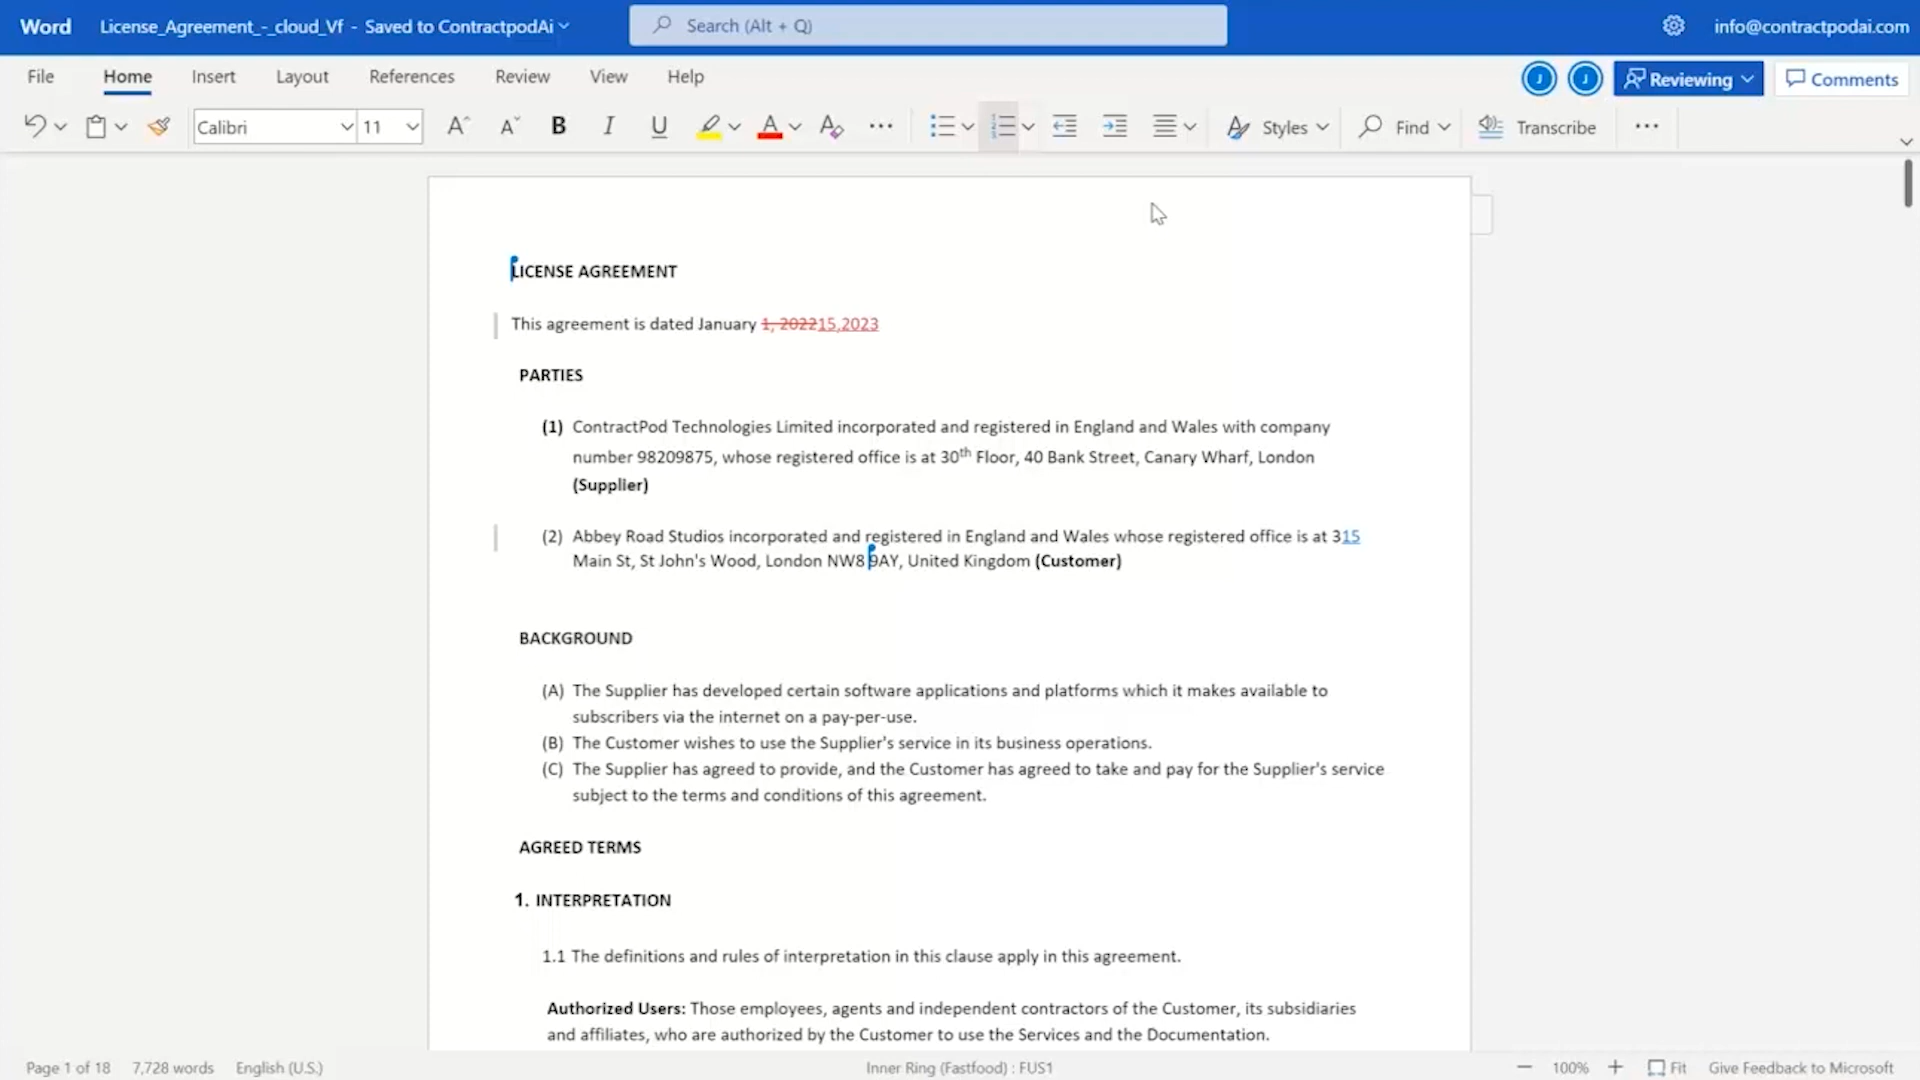 Word License_Agreement_-_cloud_Vf - Saved to ContractpodAi Search (Alt + Q) info@contractpodai.com
File Home Insert Layout References Review View Help J J Reviewing Comments
Calibri 11 A A B I U A A Styles Find Transcribe
LICENSE AGREEMENT
This agreement is dated January 1, 202215,2023
PARTIES
(1) ContractPod Technologies Limited incorporated and registered in England and Wales with company
number 98209875, whose registered office is at 30th Floor, 40 Bank Street, Canary Wharf, London
(Supplier)
(2) Abbey Road Studios incorporated and registered in England and Wales whose registered office is at 315
Main St, St John's Wood, London NW8 9AY, United Kingdom (Customer)
BACKGROUND
(A) The Supplier has developed certain software applications and platforms which it makes available to
subscribers via the internet on a pay-per-use.
(B) The Customer wishes to use the Supplier's service in its business operations.
(C) The Supplier has agreed to provide, and the Customer has agreed to take and pay for the Supplier's service
subject to the terms and conditions of this agreement.
AGREED TERMS
1. INTERPRETATION
1.1 The definitions and rules of interpretation in this clause apply in this agreement.
Authorized Users: Those employees, agents and independent contractors of the Customer, its subsidiaries
and affiliates, who are authorized by the Customer to use the Services and the Documentation.
Page 1 of 18 7,728 words English (U.S.) Inner Ring (Fastfood) : FUS1 100% Fit Give Feedback to Microsoft